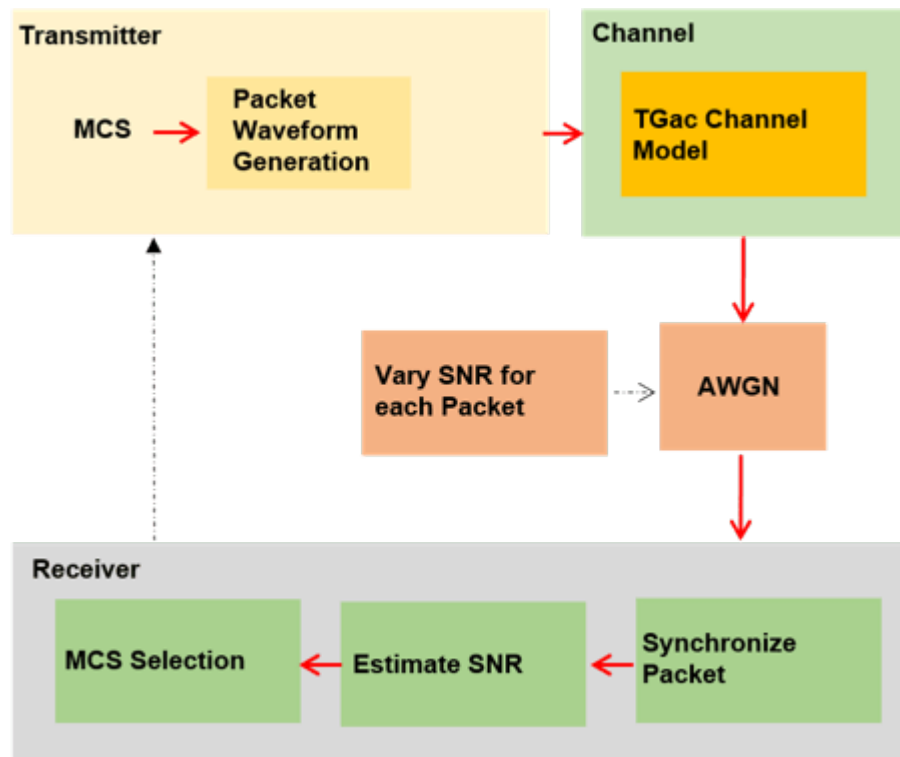 Transmitter
MCS
Packet
Waveform
Generation
Channel
TGac Channel
Model
Vary SNR for
each Packet
AWGN
Receiver
MCS Selection
Estimate SNR
Synchronize
Packet